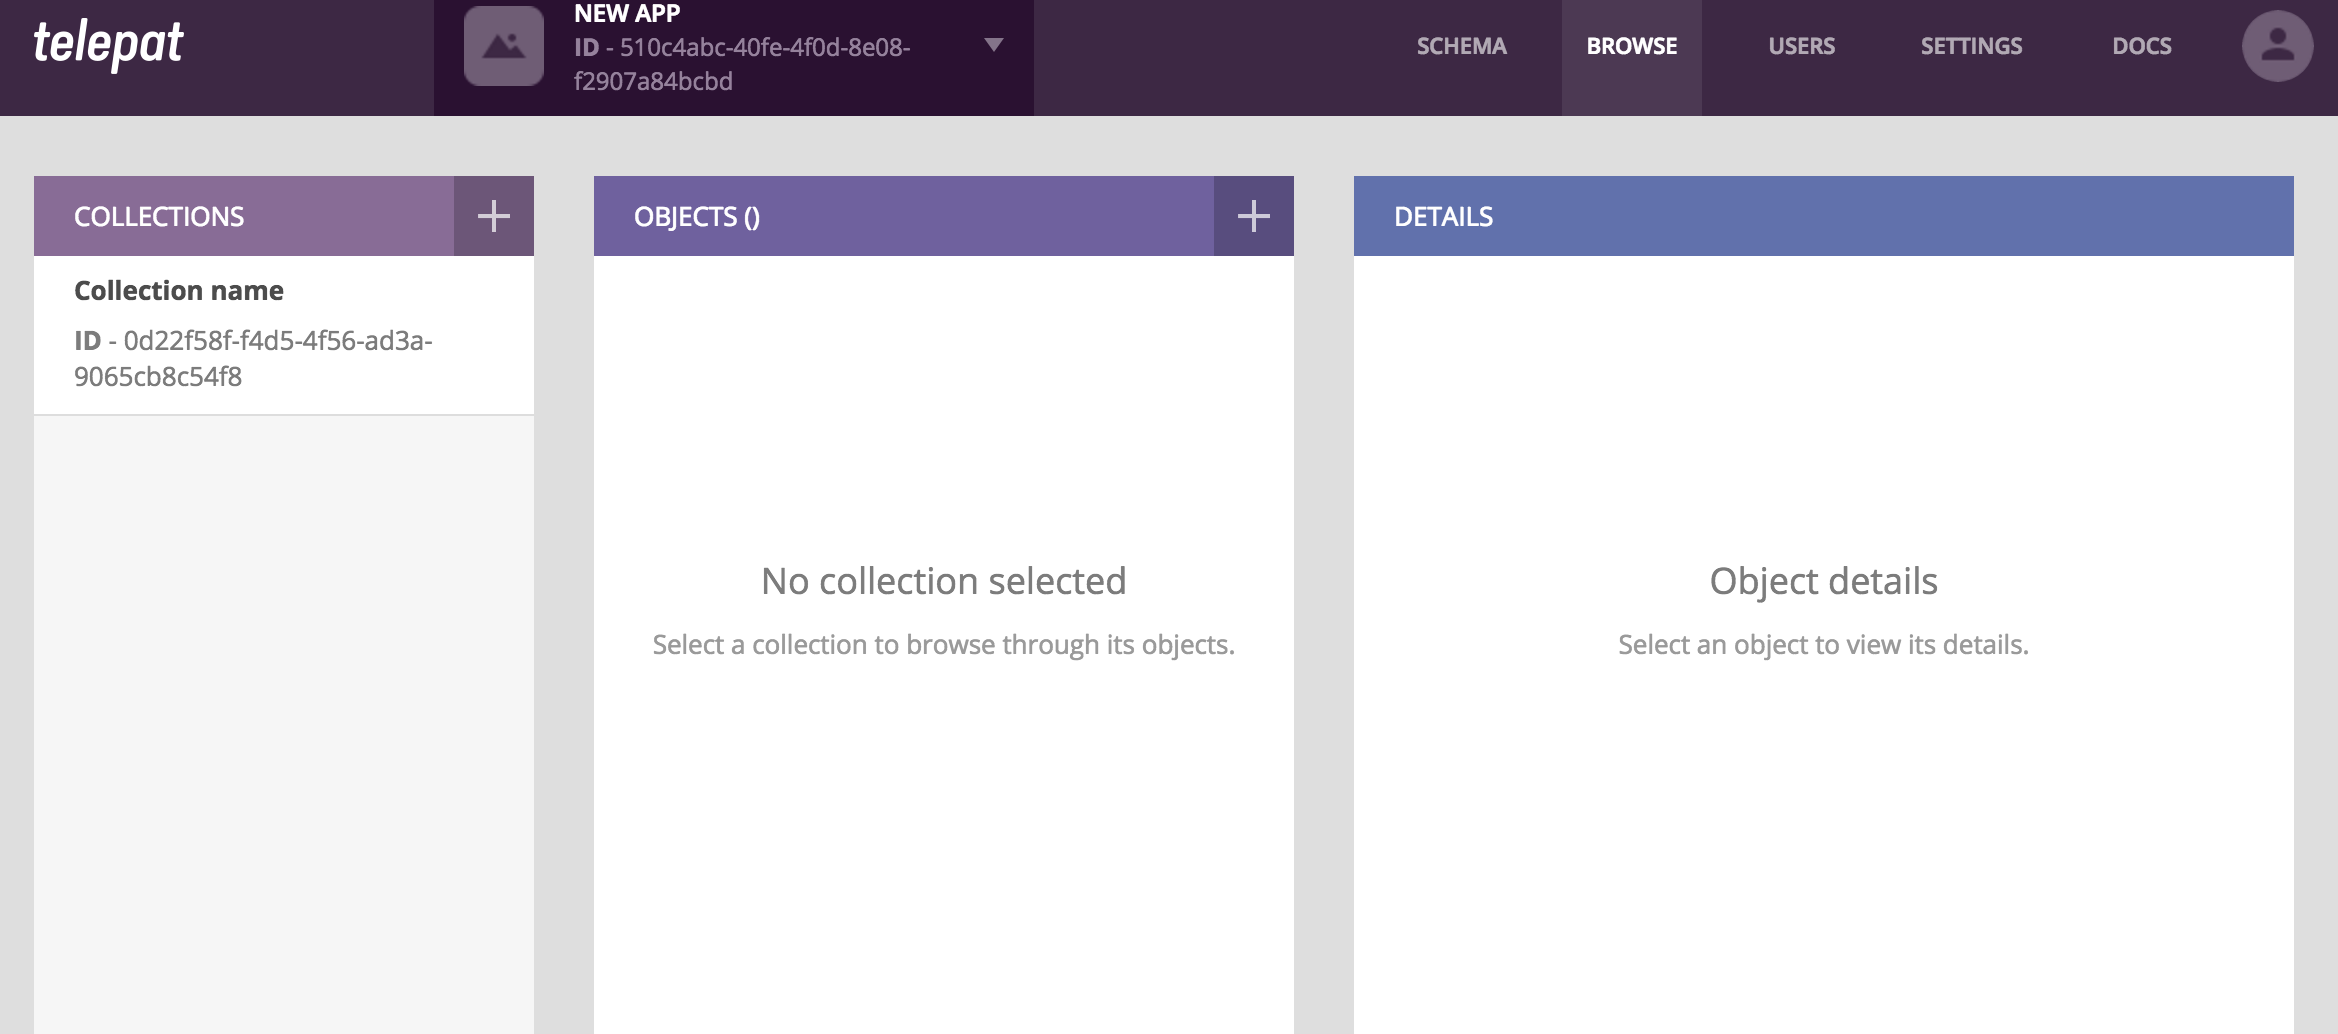 telepat
NEW APP
ID - 510c4abc-40fe-4f0d-8e08-
f2907a84bcbd
SCHEMA
BROWSE
USERS
SETTINGS
DOCS
COLLECTIONS
Collection name
ID - 0d22f58f-f4d5-4f56-ad3a-
9065cb8c54f8
OBJECTS ()
No collection selected
Select a collection to browse through its objects.
DETAILS
Object details
Select an object to view its details.